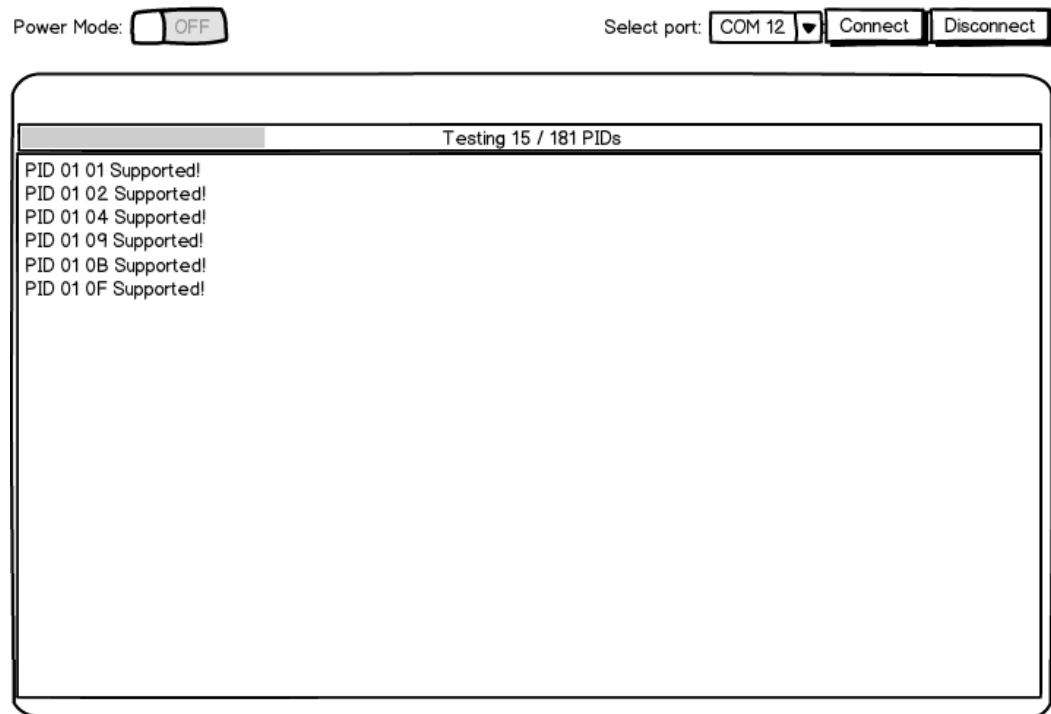 Power Mode: OFF
Select port: COM 12 Connect Disconnect
Testing 15 / 181 PIDs
PID 01 01 Supported!
PID 01 02 Supported!
PID 01 04 Supported!
PID 01 09 Supported!
PID 01 0B Supported!
PID 01 0F Supported!